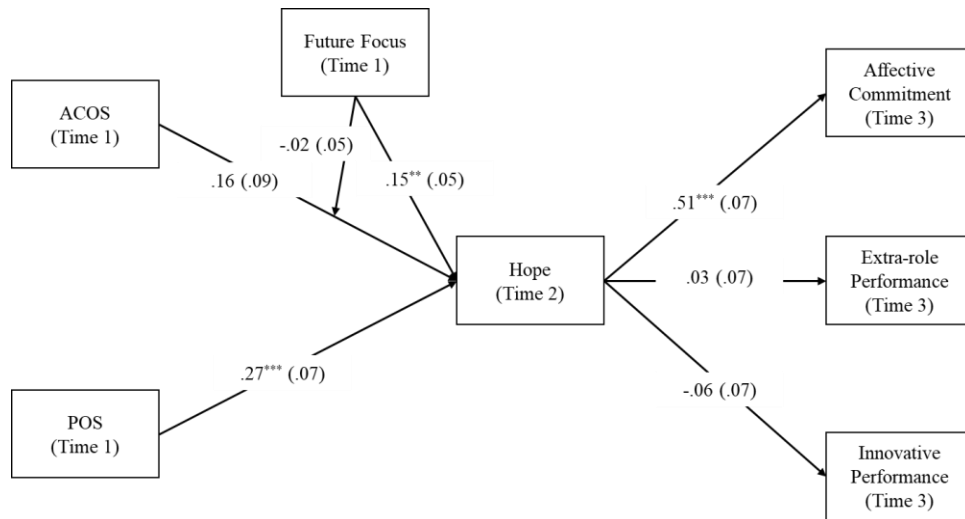 Future Focus
(Time 1)
ACOS
(Time 1)
-.02 (.05)
.16 (.09)
.15** (.05)
POS
(Time 1)
.27*** (.07)
Hope
(Time 2)
.51*** (.07)
.03 (.07)
-.06 (.07)
Affective
Commitment
(Time 3)
Extra-role
Performance
(Time 3)
Innovative
Performance
(Time 3)